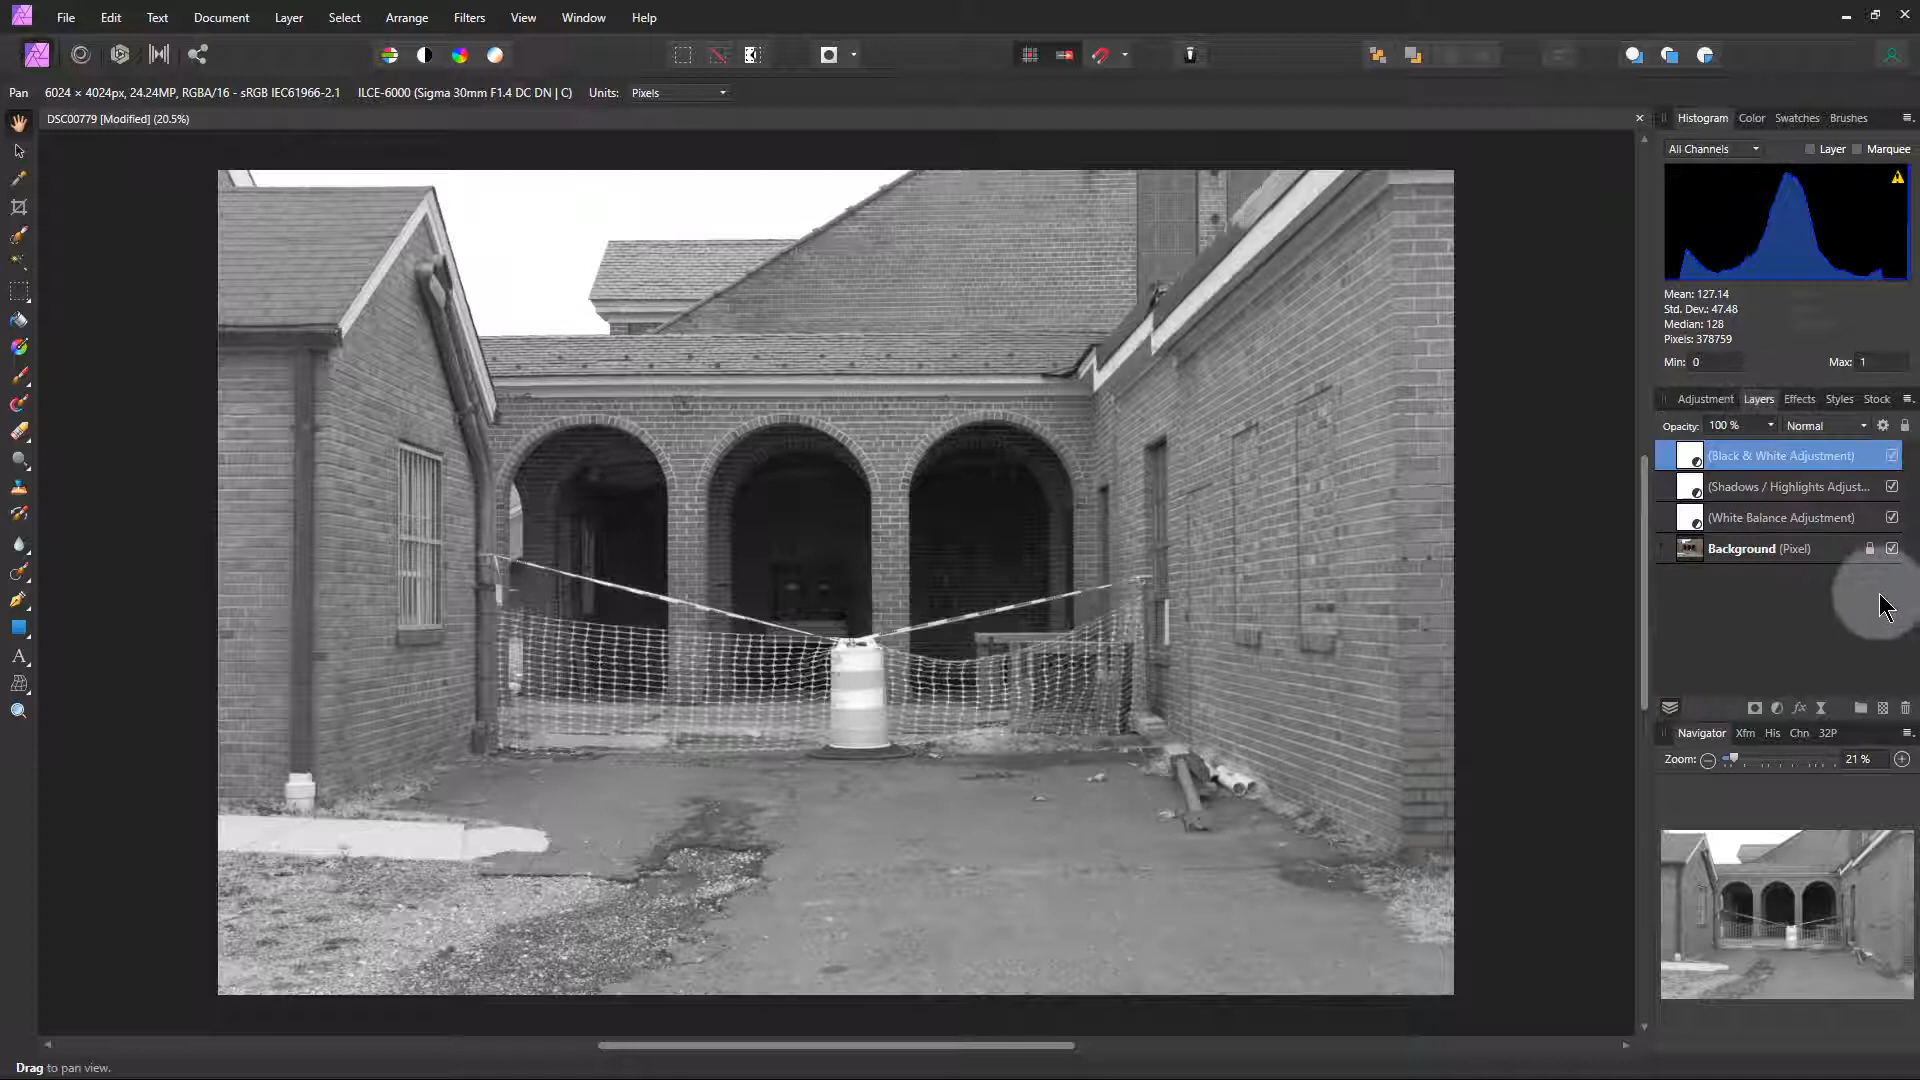 File Edit Text Document Layer Select Arrange Filters View Window Help
Pan 6024 × 4024px, 24.24MP, RGBA/16 - sRGB IEC61966-2.1 ILCE-6000 (Sigma 30mm F1.4 DC DN | C) Units: Pixels
DSC00779 [Modified] (20.5%)
Histogram Color Swatches Brushes
All Channels Layer Marquee
Mean: 127.14
Std. Dev.: 47.48
Median: 128
Pixels: 378759
Min: 0 Max: 1
Adjustment Layers Effects Styles Stock
Opacity: 100 % Normal
(Black & White Adjustment)
(Shadows / Highlights Adjust...
(White Balance Adjustment)
Background (Pixel)
Navigator Xfm His Chn 32P
Zoom: 21 %
Drag to pan view.